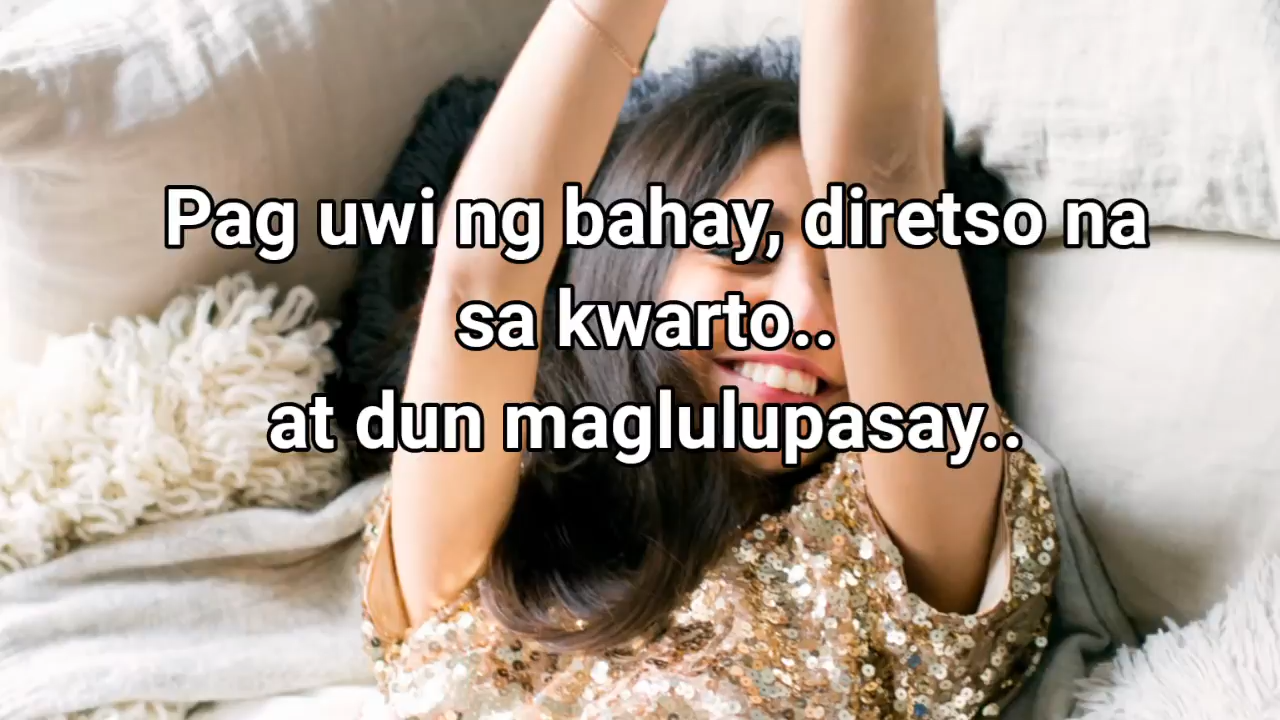 Pag uwi ng bahay, diretso na
sa kwarto..
at dun maglulupasay..